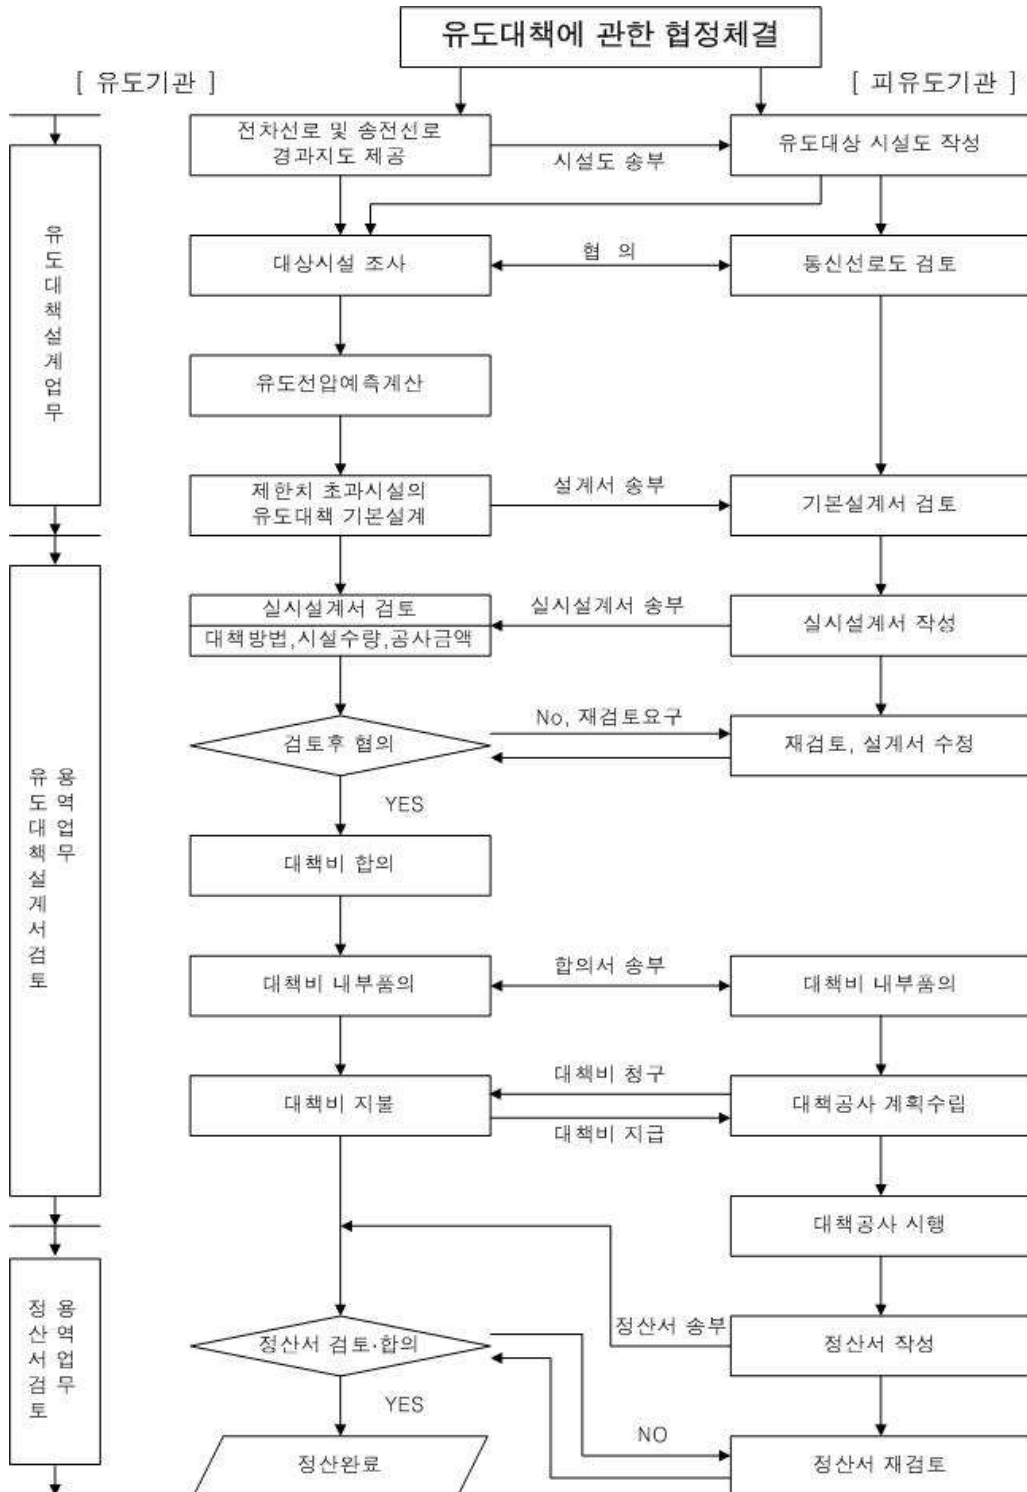 유도대책에 관한 협정체결
[ 유도기관 ]
[ 피유도기관 ]
전차선로 및 송전선로
경과지도 제공
시설도 송부
유도대상 시설도 작성
유도대책설계업무
대상시설 조사
협 의
통신선로도 검토
유도전압예측계산
제한치 초과시설의
유도대책 기본설계
설계서 송부
기본설계서 검토
실시설계서 검토
대책방법,시설수량,공사금액
실시설계서 송부
실시설계서 작성
검토후 협의
No, 재검토요구
재검토, 설계서 수정
YES
유도대책설계서검토
용역업무
대책비 합의
대책비 내부품의
합의서 송부
대책비 내부품의
대책비 지불
대책비 청구
대책비 지급
대책공사 계획수립
대책공사 시행
정산서검토
용역업무
정산서 검토·합의
정산서 송부
정산서 작성
YES
NO
정산완료
정산서 재검토